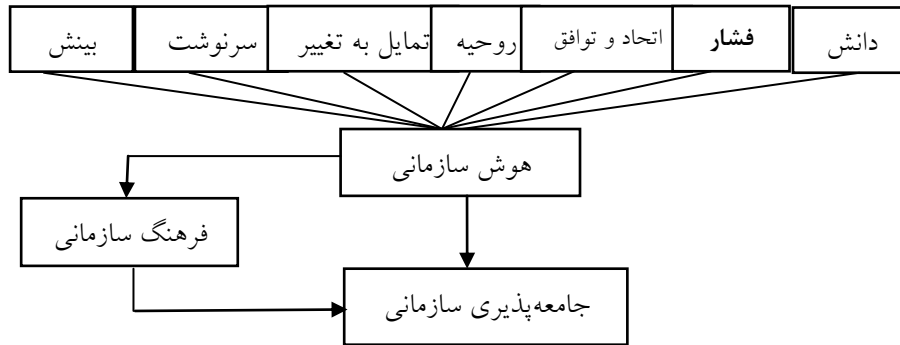 دانش
فشار
اتحاد و توافق
روحیه
تمایل به تغییر
سرنوشت
بینش
هوش سازمانی
فرهنگ سازمانی
جامعه‌پذیری سازمانی